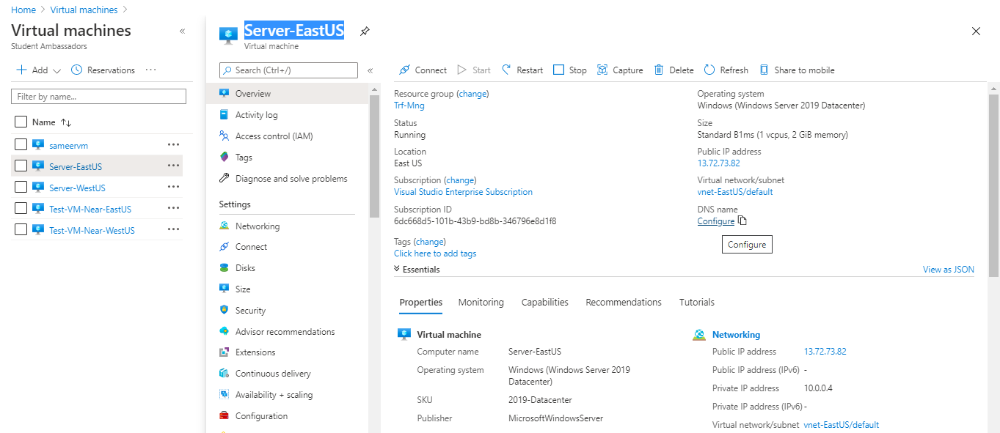 Home > Virtual machines >
Virtual machines «
Student Ambassadors
Add Reservations ...
Filter by name...
Name ↑↓
sameervm ...
Server-EastUS ...
Server-WestUS ...
Test-VM-Near-EastUS ...
Test-VM-Near-WestUS ...
Server-EastUS
Virtual machine
Search (Ctrl+/) «
Overview
Activity log
Access control (IAM)
Tags
Diagnose and solve problems
Settings
Networking
Connect
Disks
Size
Security
Advisor recommendations
Extensions
Continuous delivery
Availability + scaling
Configuration
Connect Start Restart Stop Capture Delete Refresh Share to mobile
Resource group (change)
Trf-Mng
Status
Running
Location
East US
Subscription (change)
Visual Studio Enterprise Subscription
Subscription ID
6dc668d5-101b-43b9-bd8b-346796e8d1f8
Tags (change)
Click here to add tags
Operating system
Windows (Windows Server 2019 Datacenter)
Size
Standard B1ms (1 vcpus, 2 GiB memory)
Public IP address
13.72.73.82
Virtual network/subnet
vnet-EastUS/default
DNS name
Configure
Configure
Essentials View as JSON
Properties Monitoring Capabilities Recommendations Tutorials
Virtual machine
Computer name Server-EastUS
Operating system Windows (Windows Server 2019
Datacenter)
SKU 2019-Datacenter
Publisher MicrosoftWindowsServer
Networking
Public IP address 13.72.73.82
Public IP address (IPv6) -
Private IP address 10.0.0.4
Private IP address (IPv6) -
Virtual network/subnet vnet-EastUS/default